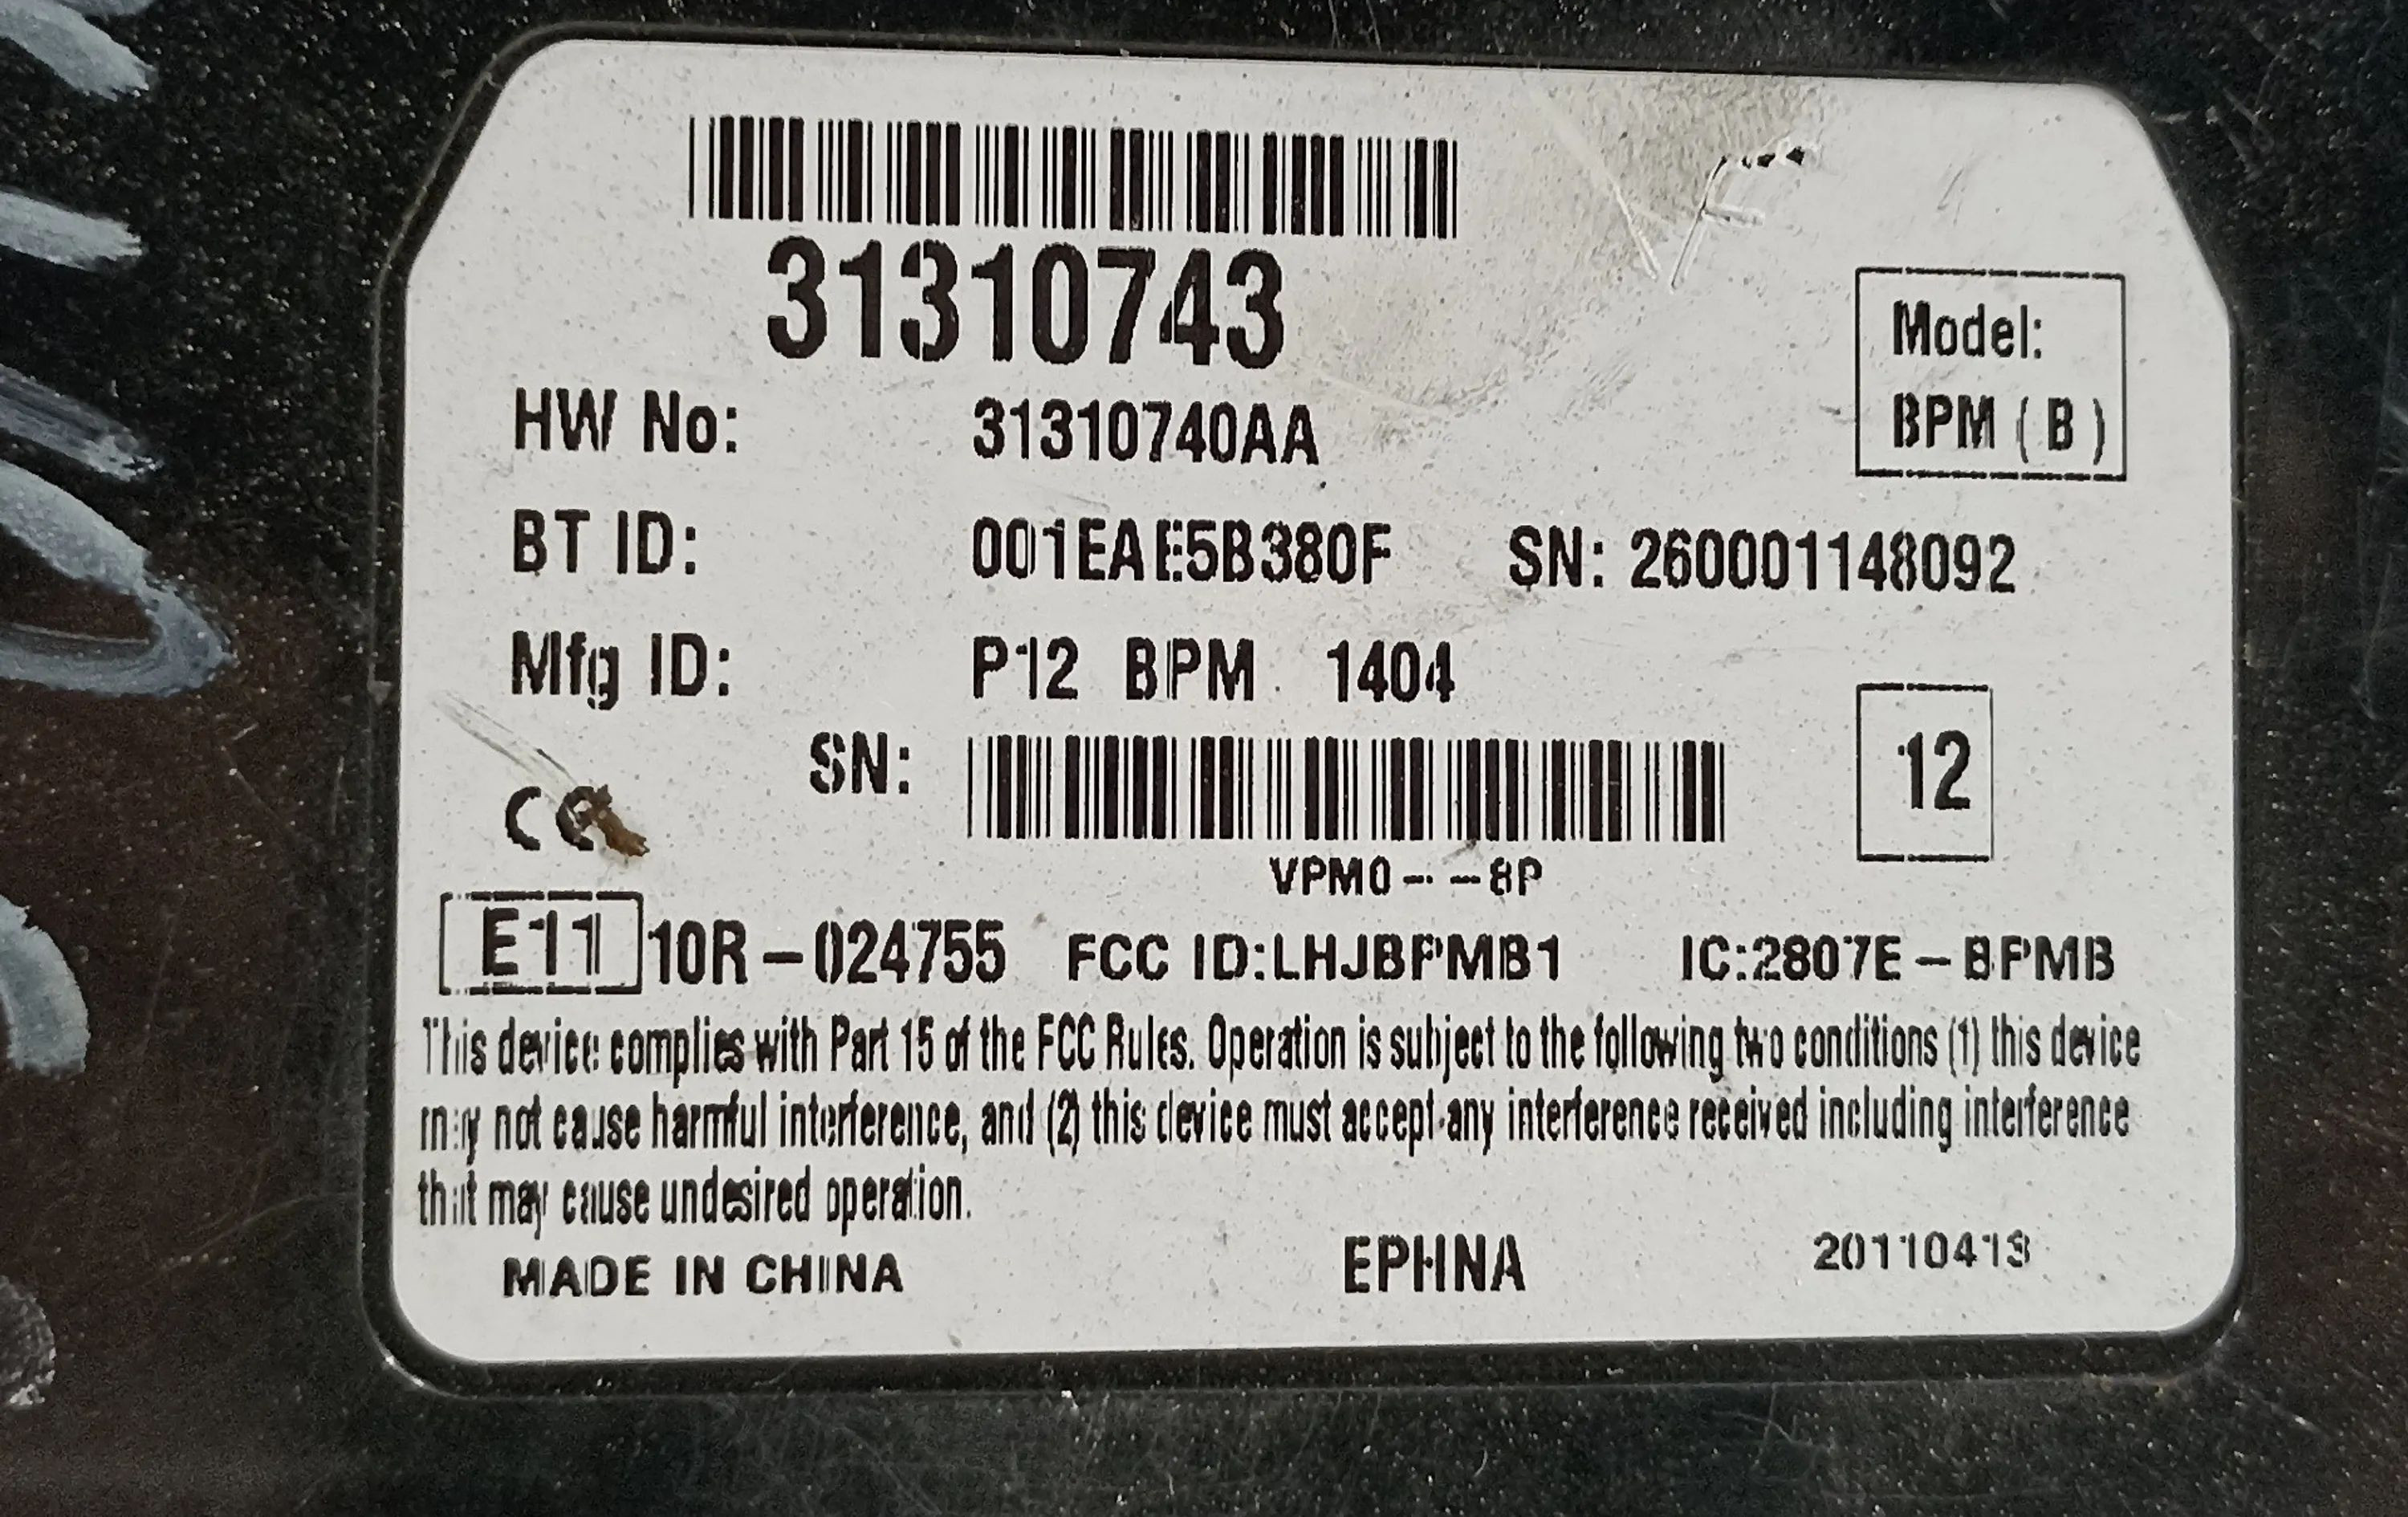 31310743
Model:
BPM ( B )
HW No: 31310740AA
BT ID: 001EAE5B380F SN: 260001148092
Mfg ID: P12 BPM 1404
SN:
12
CE
VPM0 - - 8P
E11 10R-024755 FCC ID:LHJBPMB1 IC:2807E-BPMB
This device complies with Part 15 of the FCC Rules. Operation is subject to the following two conditions (1) this device
may not cause harmful interference, and (2) this device must accept any interference received including interference
that may cause undesired operation.
MADE IN CHINA EPHNA 20110413